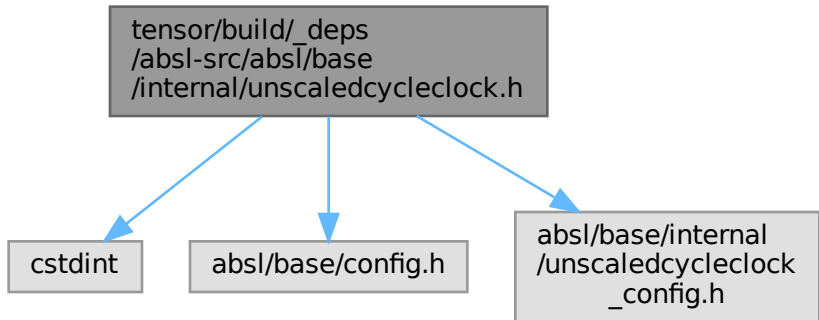 tensor/build/_deps
/absl-src/absl/base
/internal/unscaledcycleclock.h
cstdint
absl/base/config.h
absl/base/internal
/unscaledcycleclock
_config.h